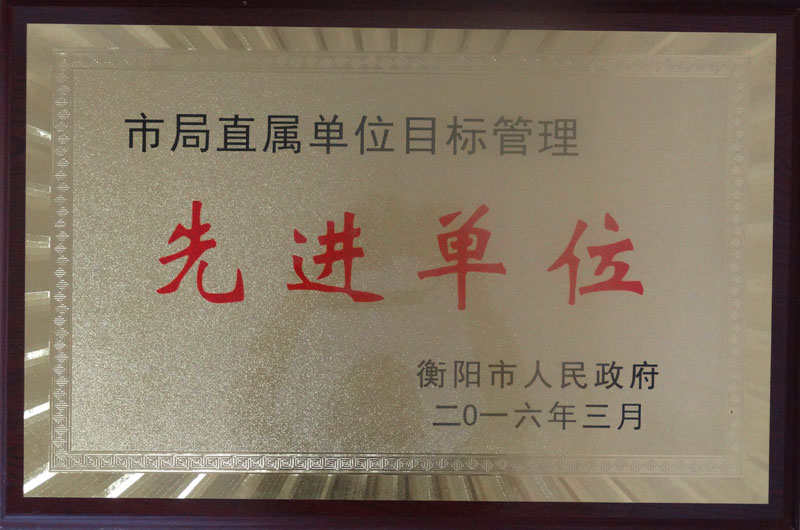 市局直属单位目标管理
先进单位
衡阳市人民政府
二0一六年三月